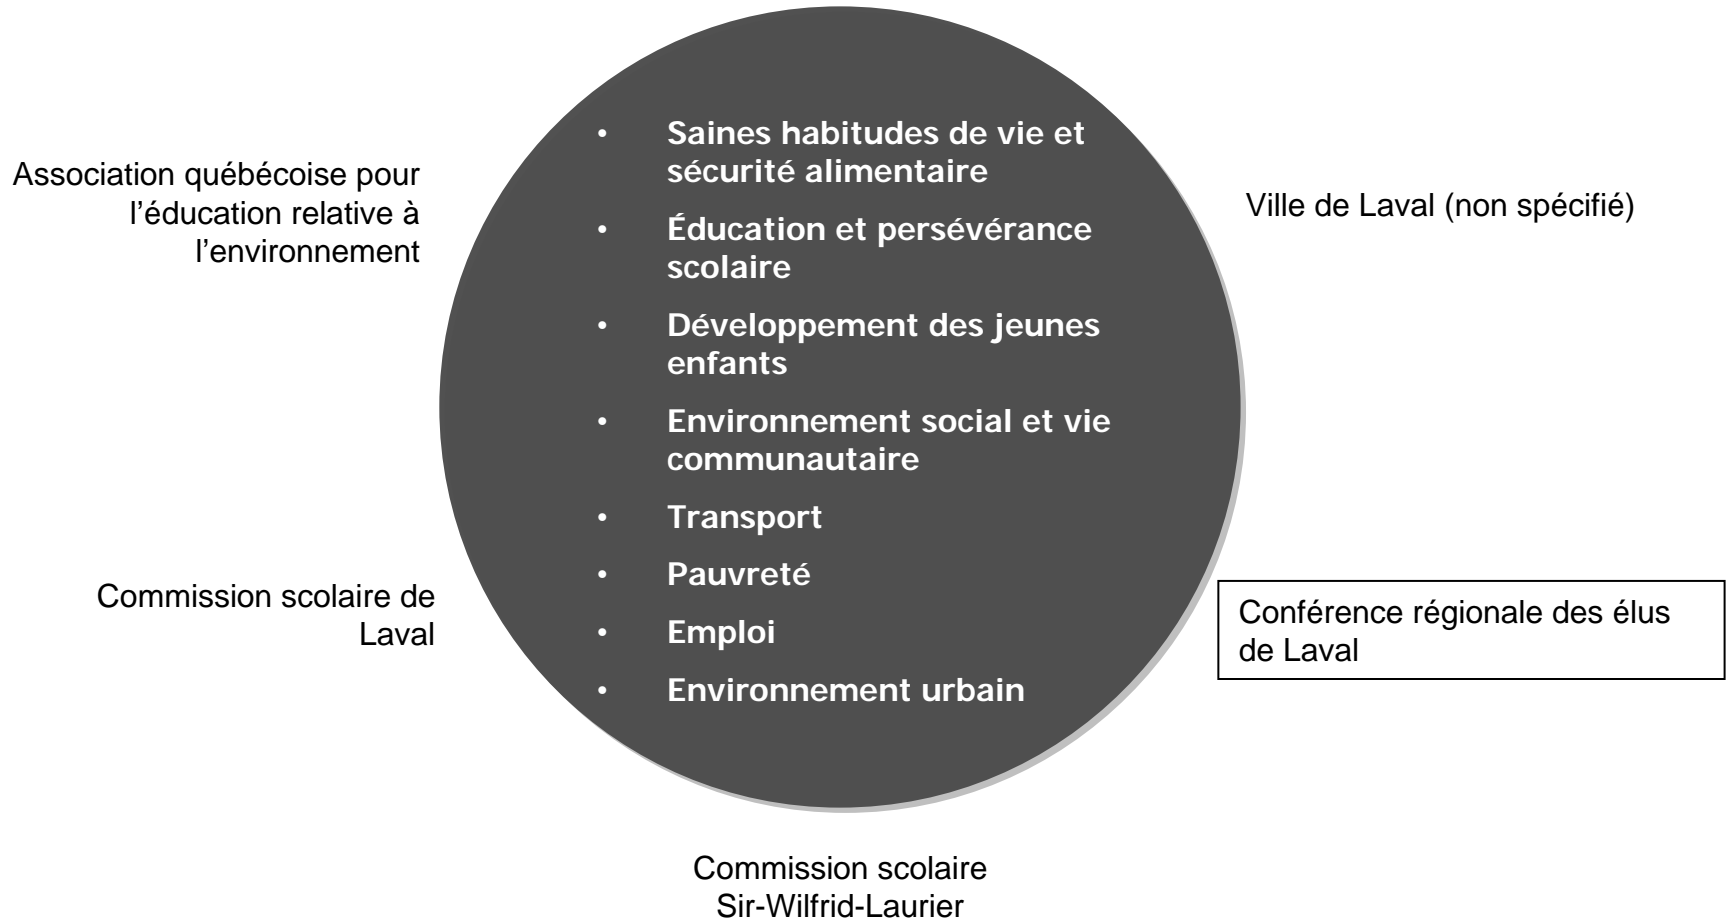 Association québécoise pour
l’éducation relative à
l’environnement
Commission scolaire de
Laval
• Saines habitudes de vie et
sécurité alimentaire
• Éducation et persévérance
scolaire
• Développement des jeunes
enfants
• Environnement social et vie
communautaire
• Transport
• Pauvreté
• Emploi
• Environnement urbain
Ville de Laval (non spécifié)
Conférence régionale des élus
de Laval
Commission scolaire
Sir-Wilfrid-Laurier